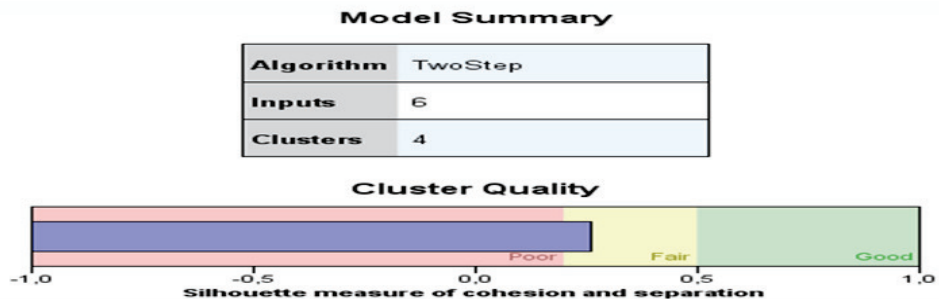 Model Summary
Algorithm TwoStep
Inputs 6
Clusters 4
Cluster Quality
Poor Fair Good
-1,0 -0,5 0,0 0,5 1,0
Silhouette measure of cohesion and separation